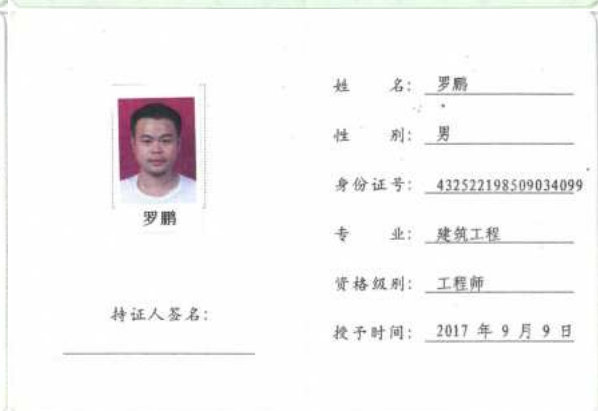 罗鹏
持证人签名:
姓 名: 罗鹏
性 别: 男
身份证号: 432522198509034099
专 业: 建筑工程
资格级别: 工程师
授予时间: 2017 年 9 月 9 日